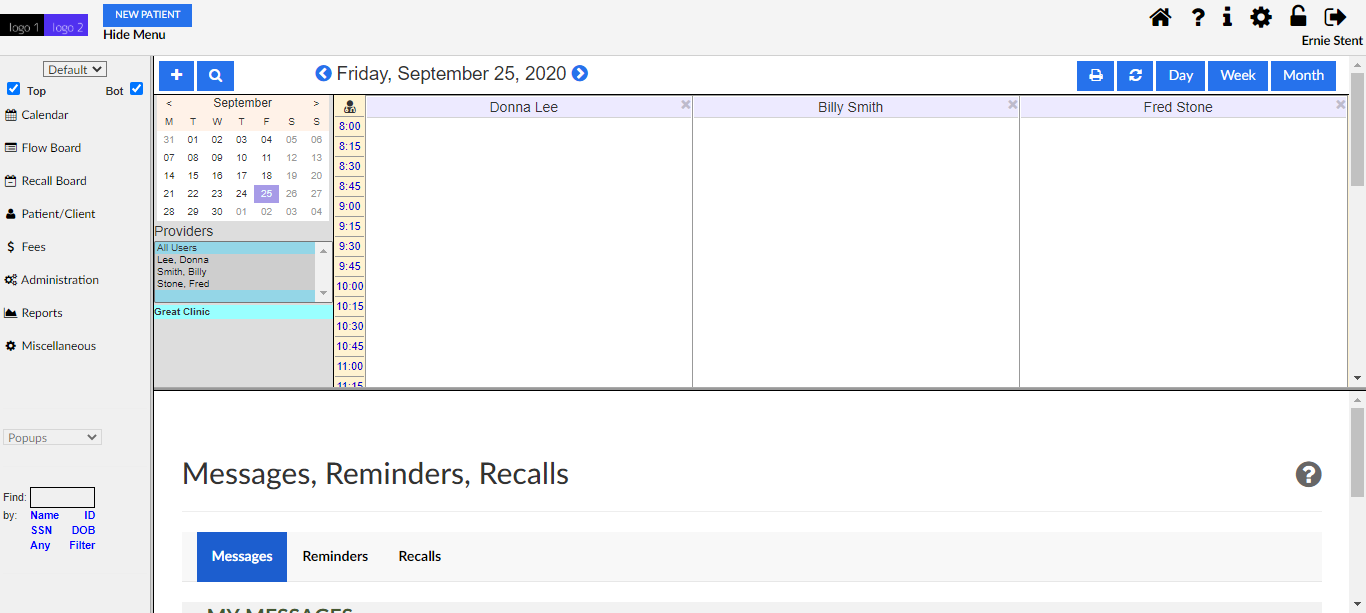 logo 1 logo 2
NEW PATIENT
Hide Menu
Ernie Stent
Default
Top Bot
Calendar
Flow Board
Recall Board
Patient/Client
$ Fees
Administration
Reports
Miscellaneous
Popups
Find:
by: Name ID
SSN DOB
Any Filter
Friday, September 25, 2020
Day Week Month
< September >
M T W T F S S
31 01 02 03 04 05 06
07 08 09 10 11 12 13
14 15 16 17 18 19 20
21 22 23 24 25 26 27
28 29 30 01 02 03 04
Providers
All Users
Lee, Donna
Smith, Billy
Stone, Fred
Great Clinic
Donna Lee Billy Smith Fred Stone
8:00
8:15
8:30
8:45
9:00
9:15
9:30
9:45
10:00
10:15
10:30
10:45
11:00
11:15
Messages, Reminders, Recalls
Messages Reminders Recalls
MY MESSAGES